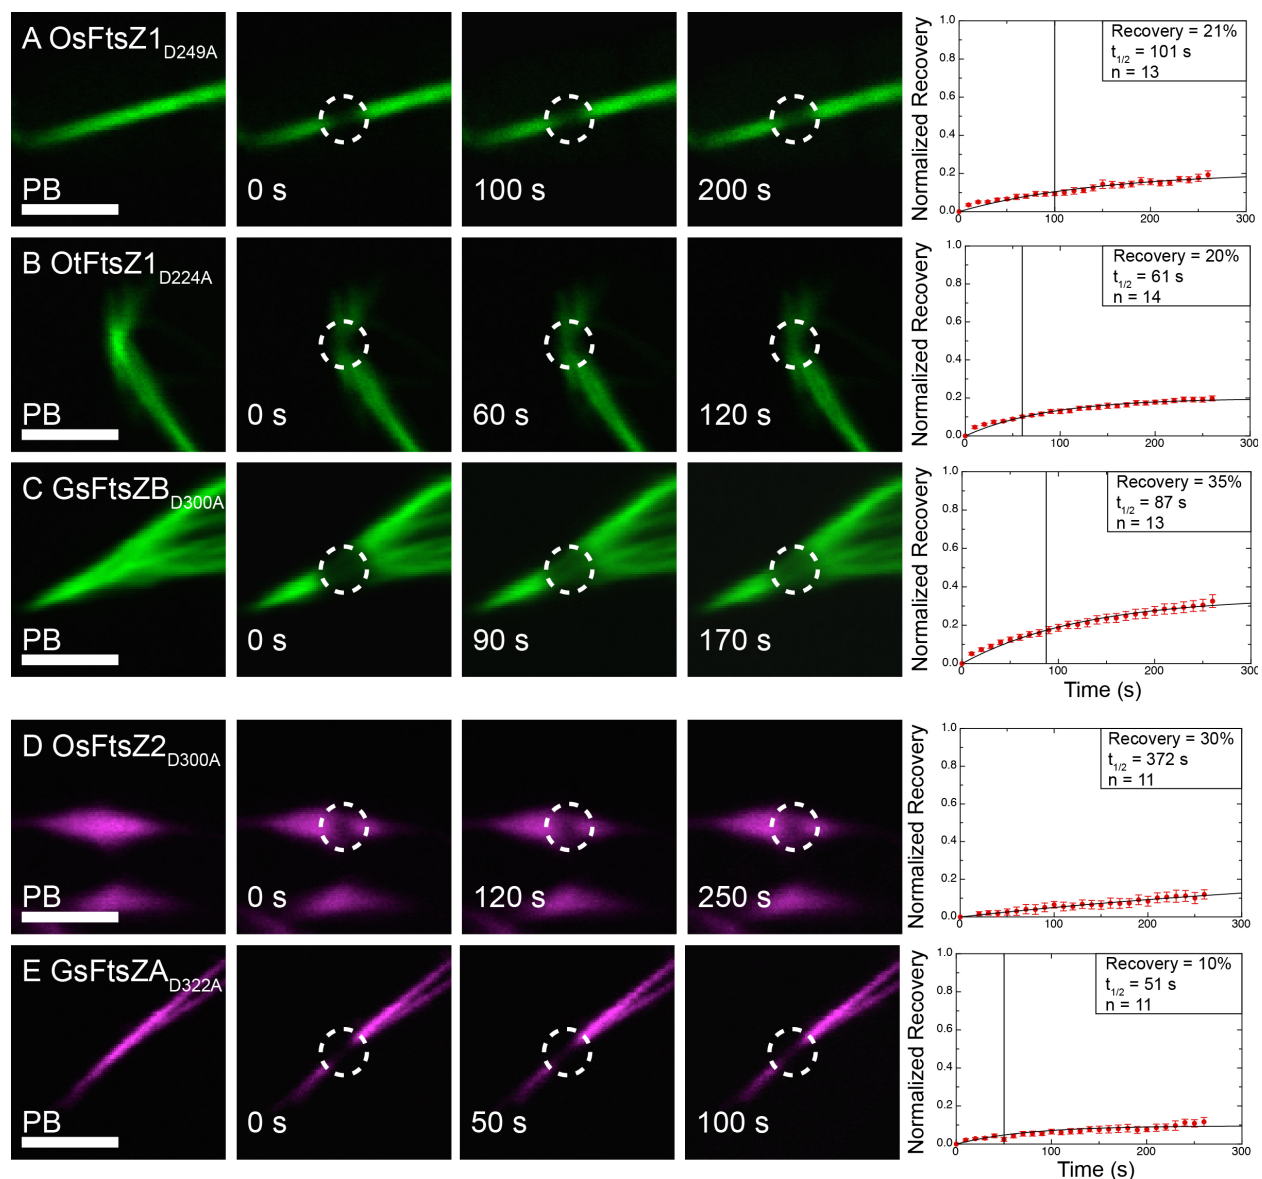 A OsFtsZ1D249A
PB
0 s
100 s
200 s
Normalized Recovery
1.0
0.8
0.6
0.4
0.2
0.0
0
100
200
300
Recovery = 21%
t1/2 = 101 s
n = 13
B OtFtsZ1D224A
PB
0 s
60 s
120 s
Normalized Recovery
1.0
0.8
0.6
0.4
0.2
0.0
0
100
200
300
Recovery = 20%
t1/2 = 61 s
n = 14
C GsFtsZBD300A
PB
0 s
90 s
170 s
Normalized Recovery
1.0
0.8
0.6
0.4
0.2
0.0
0
100
200
300
Recovery = 35%
t1/2 = 87 s
n = 13
Time (s)
D OsFtsZ2D300A
PB
0 s
120 s
250 s
Normalized Recovery
1.0
0.8
0.6
0.4
0.2
0.0
0
100
200
300
Recovery = 30%
t1/2 = 372 s
n = 11
E GsFtsZAD322A
PB
0 s
50 s
100 s
Normalized Recovery
1.0
0.8
0.6
0.4
0.2
0.0
0
100
200
300
Recovery = 10%
t1/2 = 51 s
n = 11
Time (s)